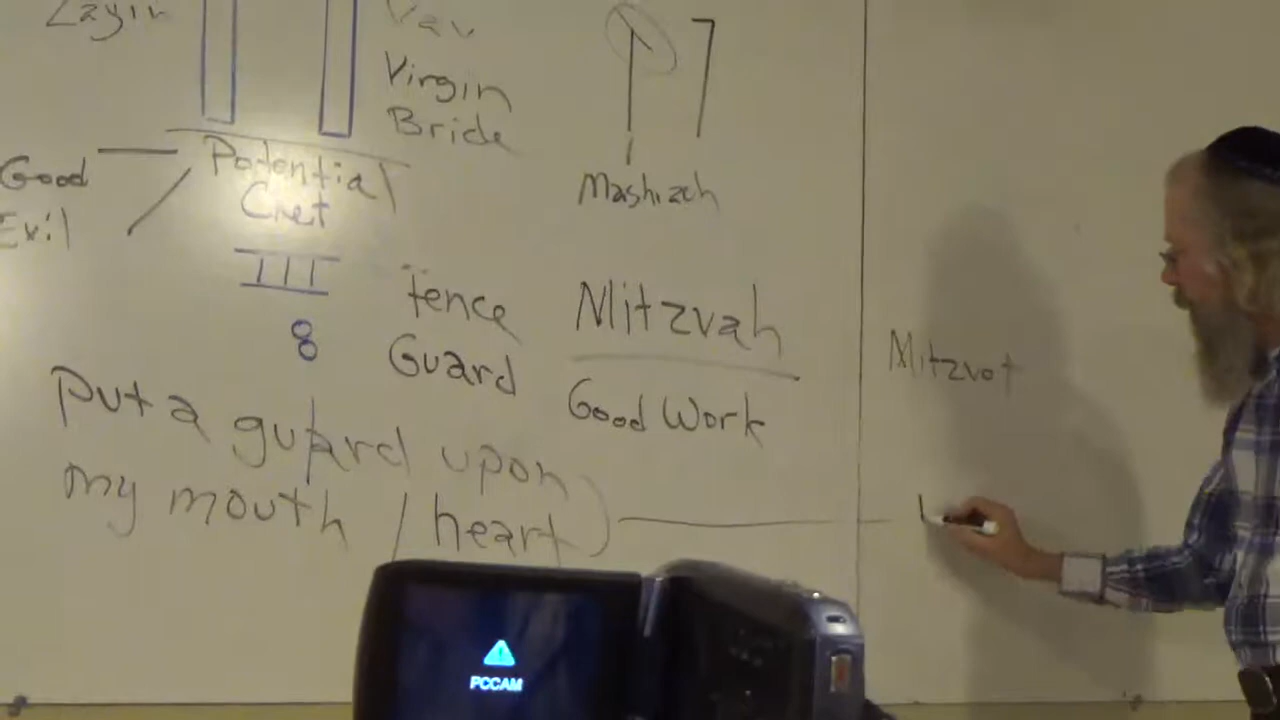 Zayin
Vav
Virgin
Bride
Good
Evil
Potential
Chet
III
8
Mashiach
Fence
Guard
Mitzvah
Good Work
Mitzvot
Put a guard upon
my mouth / heart)
PCCAM